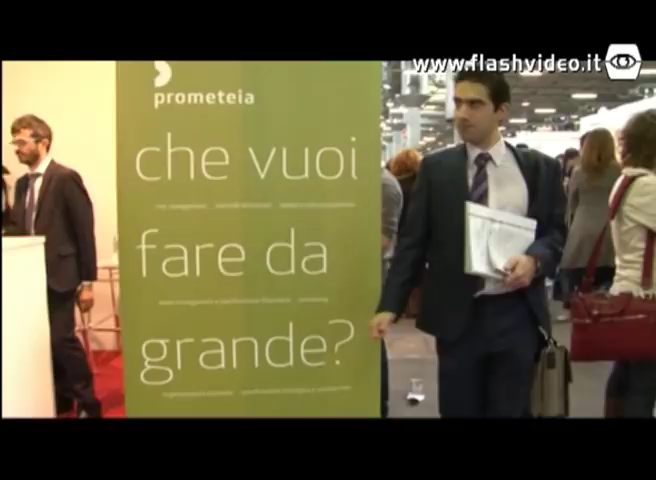 www.flashvideo.it
prometeia
che vuoi
fare da
grande?